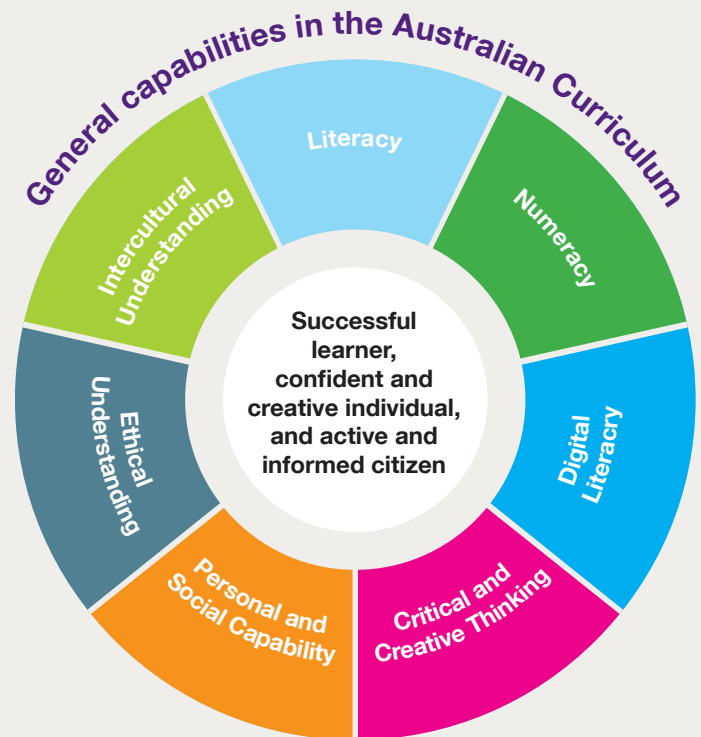 General capabilities in the Australian Curriculum
Literacy
Numeracy
Digital
Literacy
Critical and
Creative Thinking
Personal and
Social Capability
Ethical
Understanding
Intercultural
Understanding
Successful
learner,
confident and
creative individual,
and active and
informed citizen